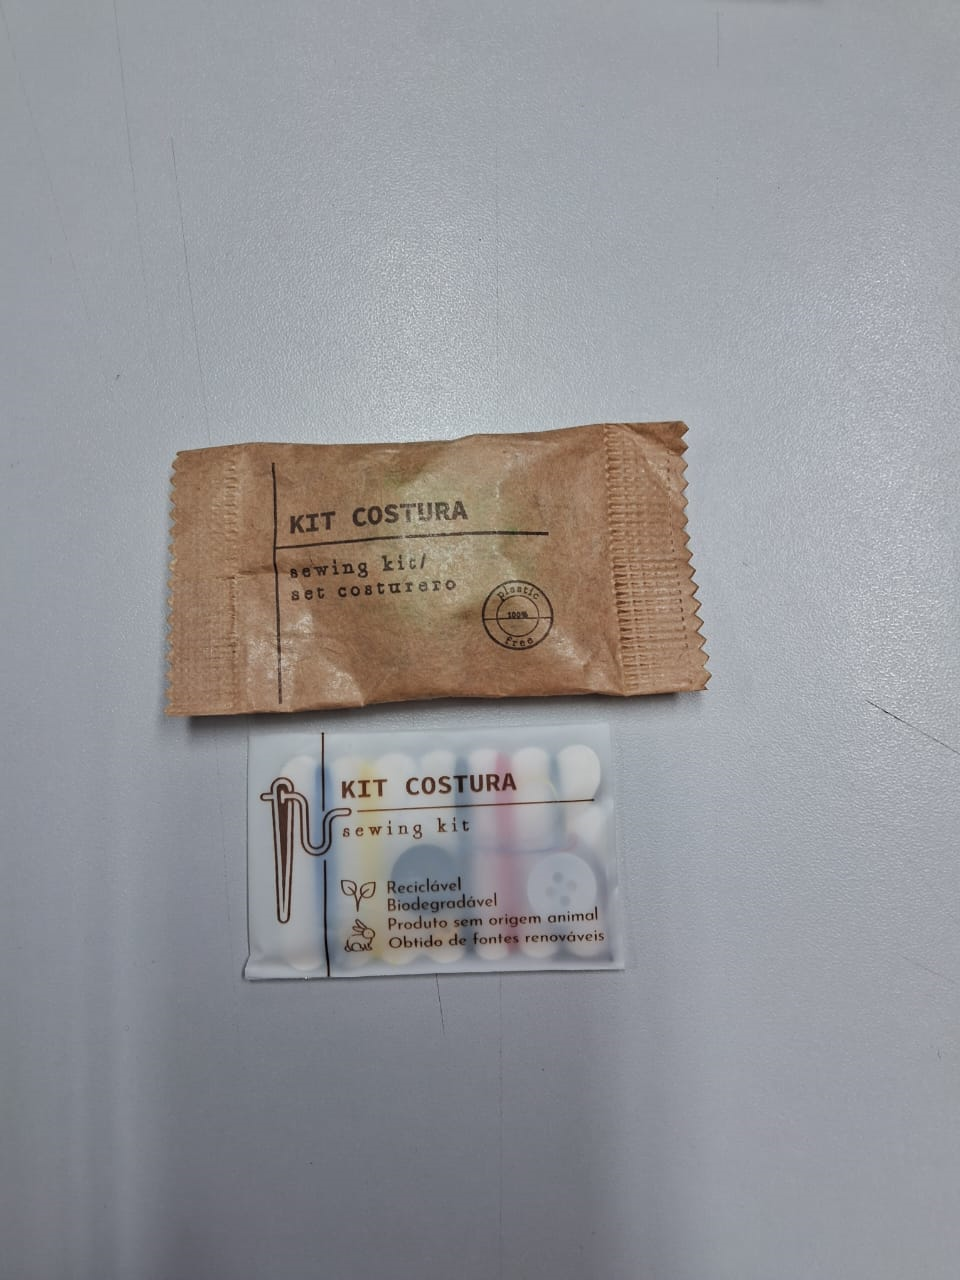 KIT COSTURA
sewing kit/
set costurero
plastic
100%
free
KIT COSTURA
sewing kit
Reciclável
Biodegradável
Produto sem origem animal
Obtido de fontes renováveis